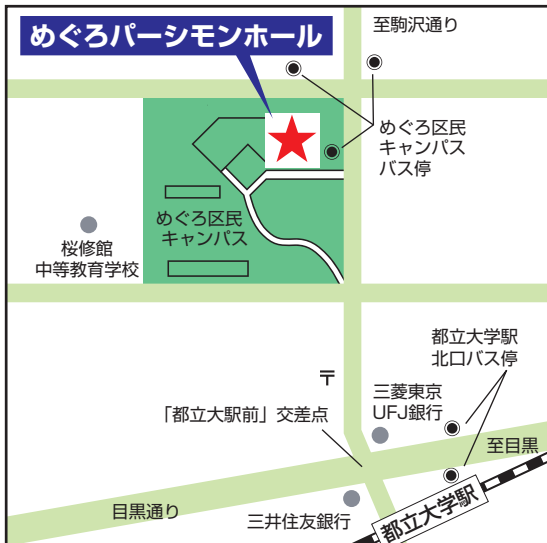 めぐろパーシモンホール
至駒沢通り
めぐろ区民
キャンパス
バス停
めぐろ区民
キャンパス
桜修館
中等教育学校
都立大学駅
北口バス停
〒
三菱東京
UFJ銀行
「都立大駅前」交差点
至目黒
目黒通り
三井住友銀行
都立大学駅